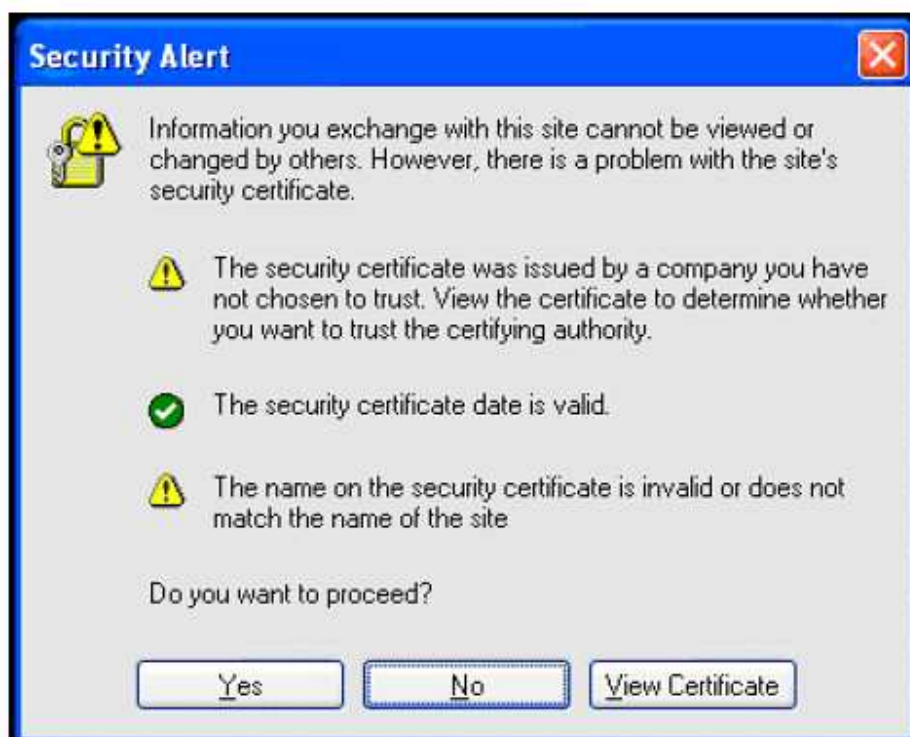 Security Alert
Information you exchange with this site cannot be viewed or
changed by others. However, there is a problem with the site's
security certificate.
The security certificate was issued by a company you have
not chosen to trust. View the certificate to determine whether
you want to trust the certifying authority.
The security certificate date is valid.
The name on the security certificate is invalid or does not
match the name of the site
Do you want to proceed?
Yes No View Certificate